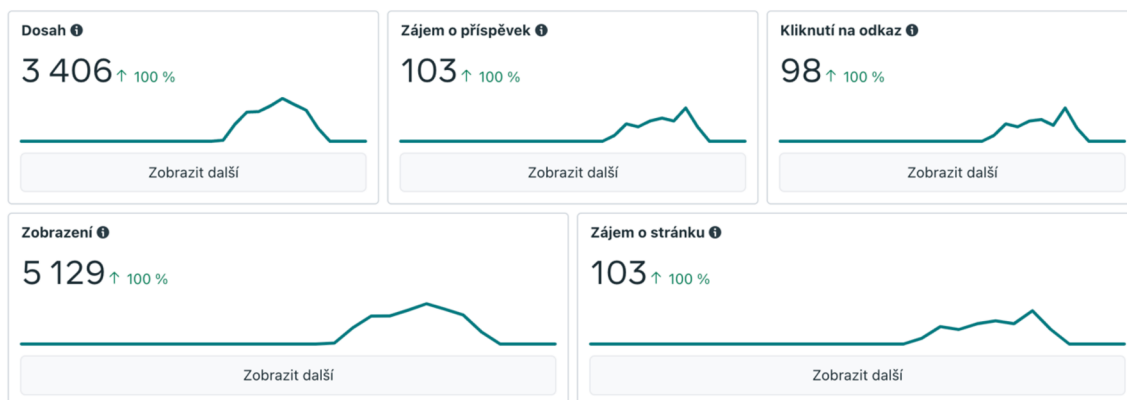 Dosah
3 406 ↑ 100 %
Zobrazit další
Zájem o příspěvek
103 ↑ 100 %
Zobrazit další
Kliknutí na odkaz
98 ↑ 100 %
Zobrazit další
Zobrazení
5 129 ↑ 100 %
Zobrazit další
Zájem o stránku
103 ↑ 100 %
Zobrazit další